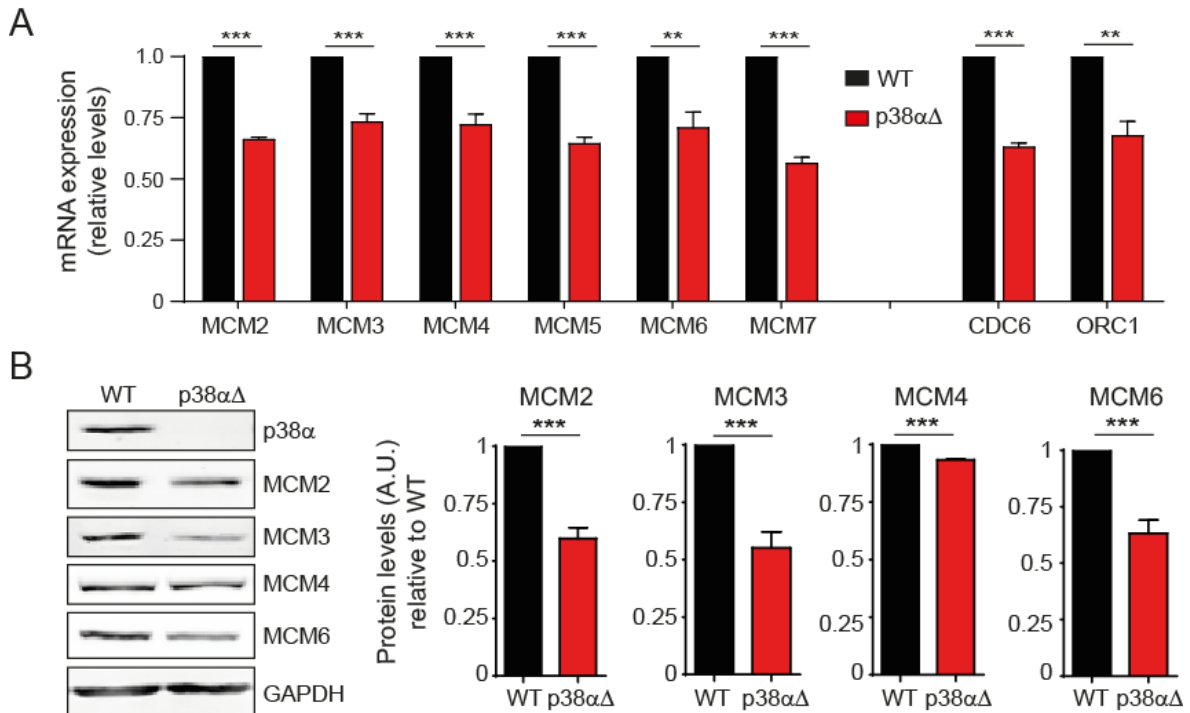 A
mRNA expression
(relative levels)
1.0
0.75
0.50
0.25
0
*** *** *** *** ** *** *** **
WT
p38αΔ
MCM2 MCM3 MCM4 MCM5 MCM6 MCM7 CDC6 ORC1
B
WT p38αΔ
p38α
MCM2
MCM3
MCM4
MCM6
GAPDH
Protein levels (A.U.)
relative to WT
MCM2
***
1
0.75
0.5
0.25
0
WT p38αΔ
MCM3
***
1
0.75
0.5
0.25
0
WT p38αΔ
MCM4
***
1
0.75
0.5
0.25
0
WT p38αΔ
MCM6
***
1
0.75
0.5
0.25
0
WT p38αΔ